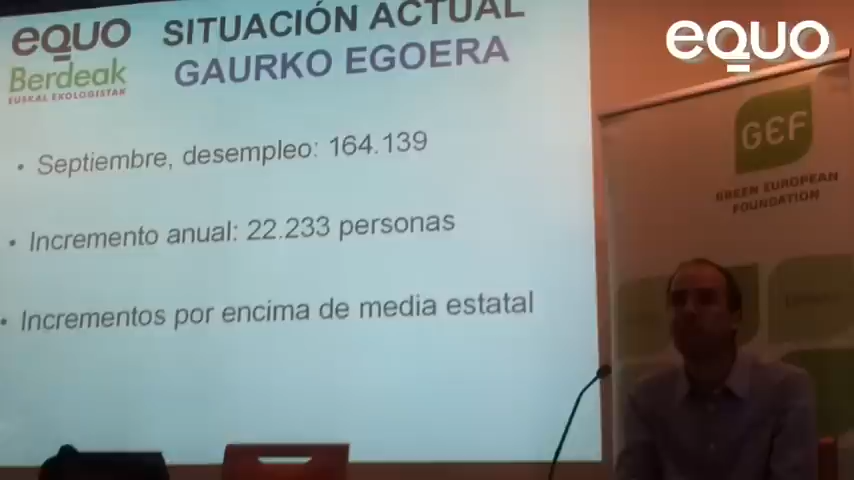 equo
Berdeak
EUSKAL EKOLOGISTAK
SITUACIÓN ACTUAL
GAURKO EGOERA
• Septiembre, desempleo: 164.139
• Incremento anual: 22.233 personas
• Incrementos por encima de media estatal
equo
GEF
GREEN EUROPEAN
FOUNDATION